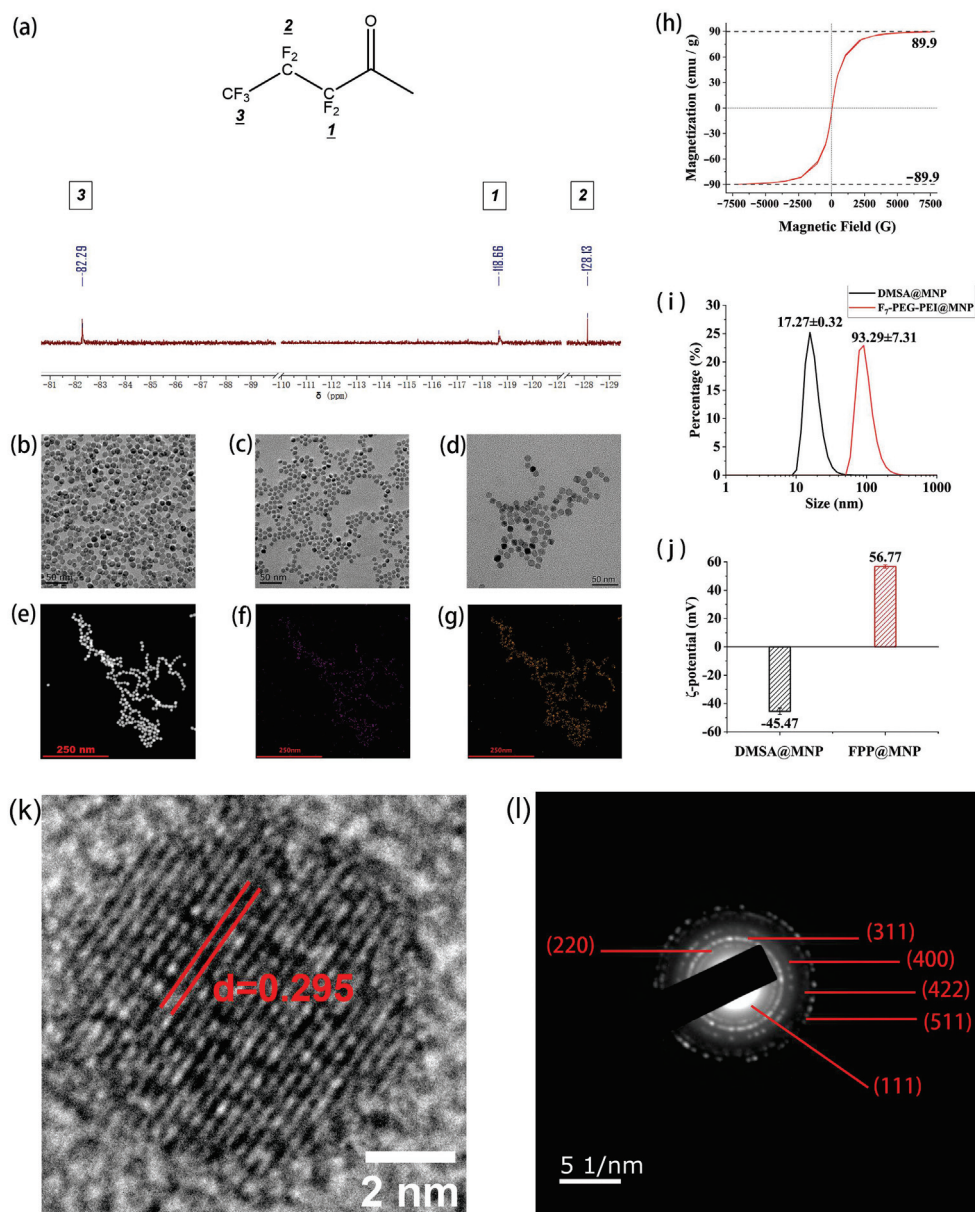 (a)
2
O
F₂
C
CF₃
C
F₂
3
1
3
1
2
—-82.29
—-118.66
—-128.13
-81 -82 -83 -84 -85 -86 -87 -88 -89 -110 -111 -112 -113 -114 -115 -116 -117 -118 -119 -120 -121 -128 -129
δ (ppm)
(b)
50 nm
(c)
50 nm
(d)
50 nm
(e)
250 nm
(f)
250nm
(g)
250nm
(h)
Magnetization (emu / g)
90
60
30
0
-30
-60
-90
89.9
-89.9
-7500 -5000 -2500 0 2500 5000 7500
Magnetic Field (G)
(i)
DMSA@MNP
F₇-PEG-PEI@MNP
17.27±0.32
93.29±7.31
Percentage (%)
30
25
20
15
10
5
0
1 10 100 1000
Size (nm)
(j)
ζ-potential (mV)
60
40
20
0
-20
-40
-60
56.77
-45.47
DMSA@MNP FPP@MNP
(k)
d=0.295
2 nm
(l)
(220)
(311)
(400)
(422)
(511)
(111)
5 1/nm